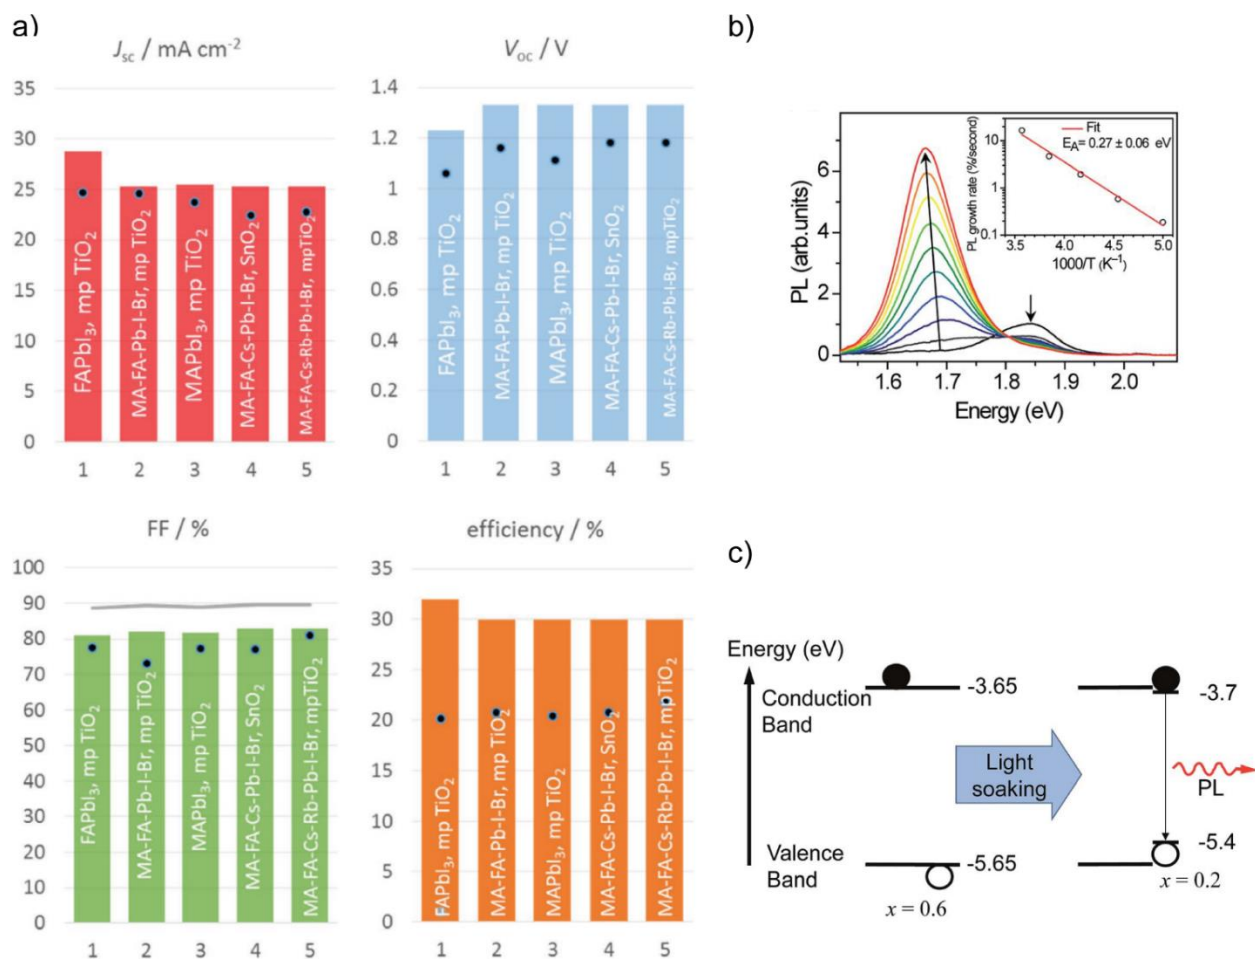 a)
Jsc / mA cm-2
35
30
25
20
15
10
5
0
FAPbI3, mp TiO2
MA-FA-Pb-I-Br, mp TiO2
MAPbI3, mp TiO2
MA-FA-Cs-Pb-I-Br, SnO2
MA-FA-Cs-Rb-Pb-I-Br, mpTiO2
1 2 3 4 5
Voc / V
1.4
1.2
1
0.8
0.6
0.4
0.2
0
FAPbI3, mp TiO2
MA-FA-Pb-I-Br, mp TiO2
MAPbI3, mp TiO2
MA-FA-Cs-Pb-I-Br, SnO2
MA-FA-Cs-Rb-Pb-I-Br, mpTiO2
1 2 3 4 5
FF / %
100
90
80
70
60
50
40
30
20
10
0
FAPbI3, mp TiO2
MA-FA-Pb-I-Br, mp TiO2
MAPbI3, mp TiO2
MA-FA-Cs-Pb-I-Br, SnO2
MA-FA-Cs-Rb-Pb-I-Br, mpTiO2
1 2 3 4 5
efficiency / %
35
30
25
20
15
10
5
0
FAPbI3, mp TiO2
MA-FA-Pb-I-Br, mp TiO2
MAPbI3, mp TiO2
MA-FA-Cs-Pb-I-Br, SnO2
MA-FA-Cs-Rb-Pb-I-Br, mpTiO2
1 2 3 4 5
b)
PL (arb.units)
6
4
2
0
1.6 1.7 1.8 1.9 2.0
Energy (eV)
PL growth rate (%/second)
10
1
0.1
Fit
EA= 0.27 ± 0.06 eV
3.5 4.0 4.5 5.0
1000/T (K–1)
c)
Energy (eV)
Conduction
Band
-3.65
-3.7
Light
soaking
PL
Valence
Band
-5.65
-5.4
x = 0.6
x = 0.2